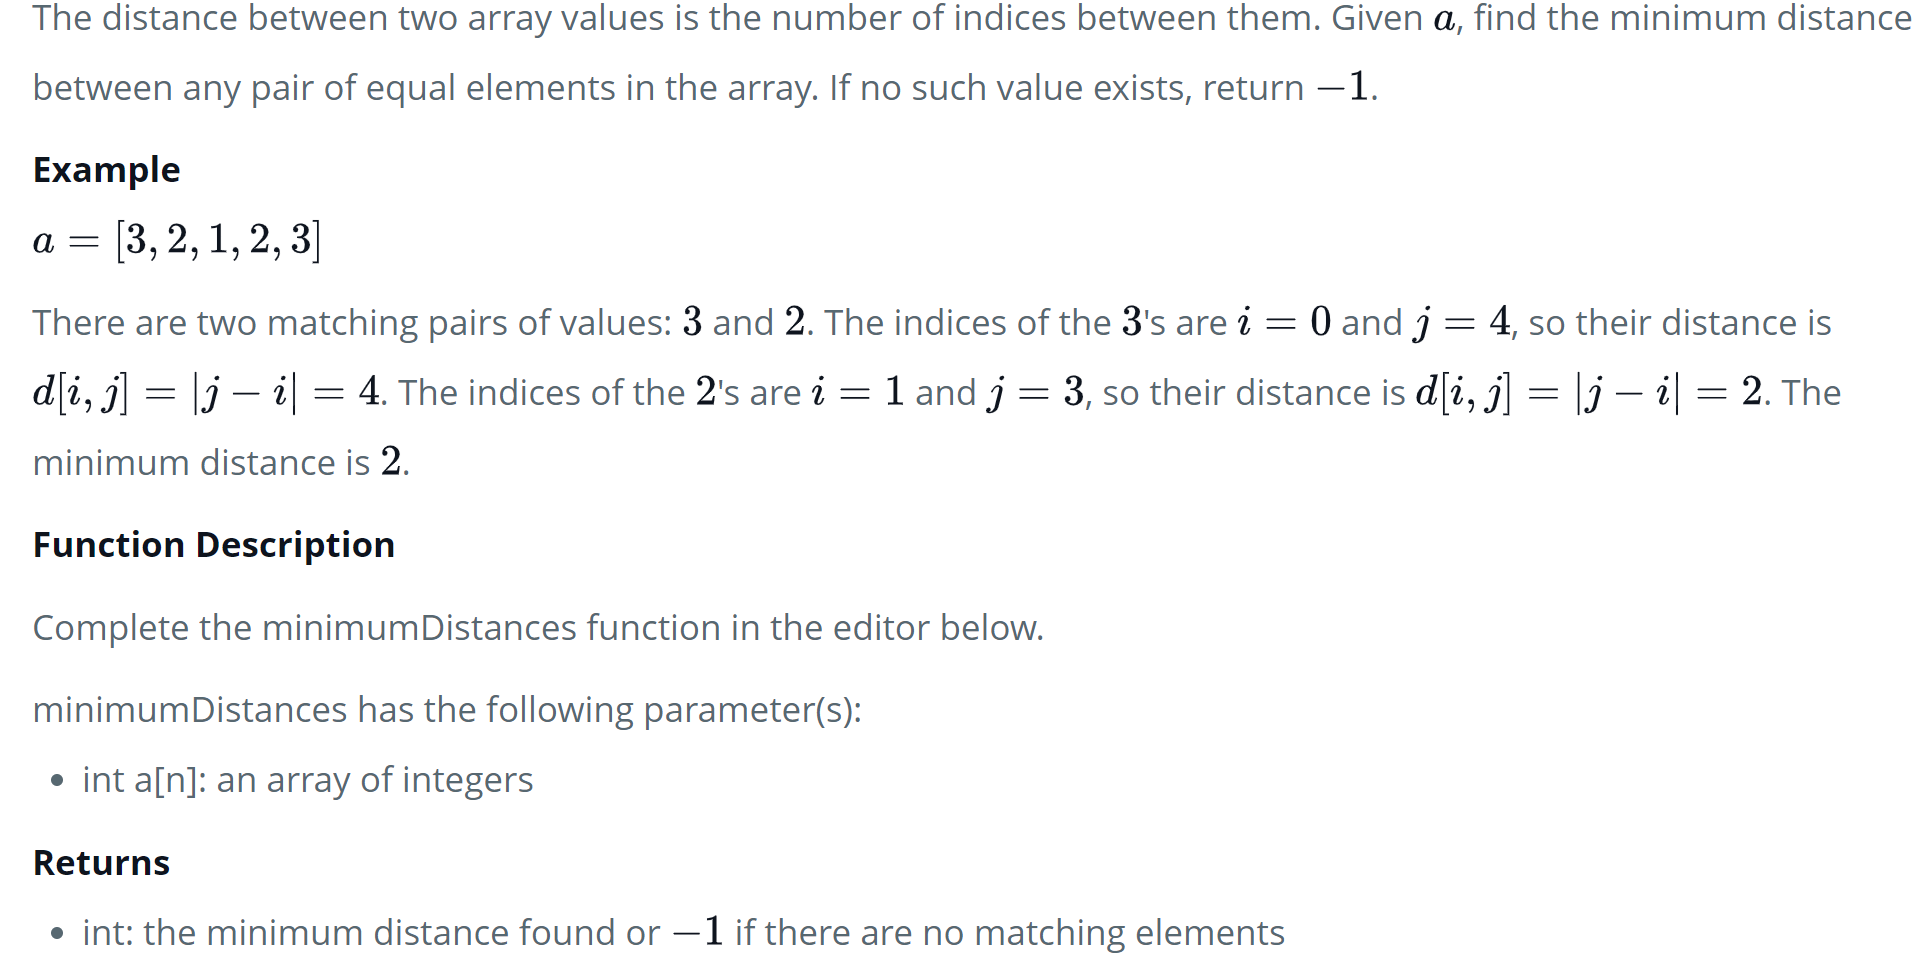 The distance between two array values is the number of indices between them. Given a, find the minimum distance
between any pair of equal elements in the array. If no such value exists, return −1.
Example
a = [3, 2, 1, 2, 3]
There are two matching pairs of values: 3 and 2. The indices of the 3's are i = 0 and j = 4, so their distance is
d[i, j] = |j − i| = 4. The indices of the 2's are i = 1 and j = 3, so their distance is d[i, j] = |j − i| = 2. The
minimum distance is 2.
Function Description
Complete the minimumDistances function in the editor below.
minimumDistances has the following parameter(s):
• int a[n]: an array of integers
Returns
• int: the minimum distance found or −1 if there are no matching elements